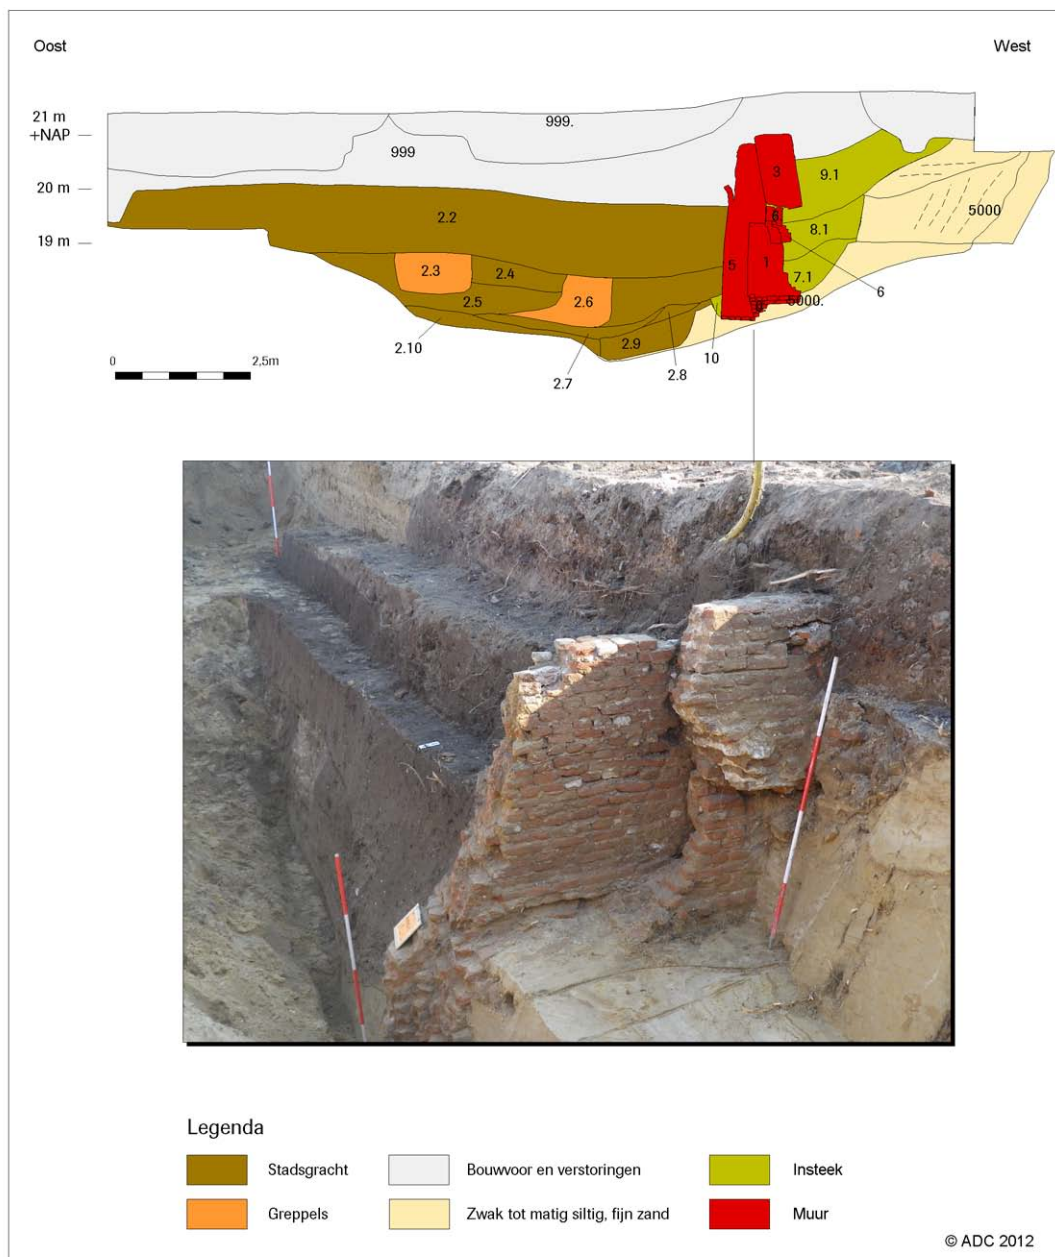 Oost West
21 m
+NAP
999.
999
3
9.1
20 m
2.2
6
8.1
5000
19 m
5
1
2.3
2.4
7.1
6
2.5
2.6
5000.
2.10
2.9
10
0 2,5m
2.7
2.8
Legenda
Stadsgracht Bouwvoor en verstoringen Insteek
Greppels Zwak tot matig siltig, fijn zand Muur
© ADC 2012